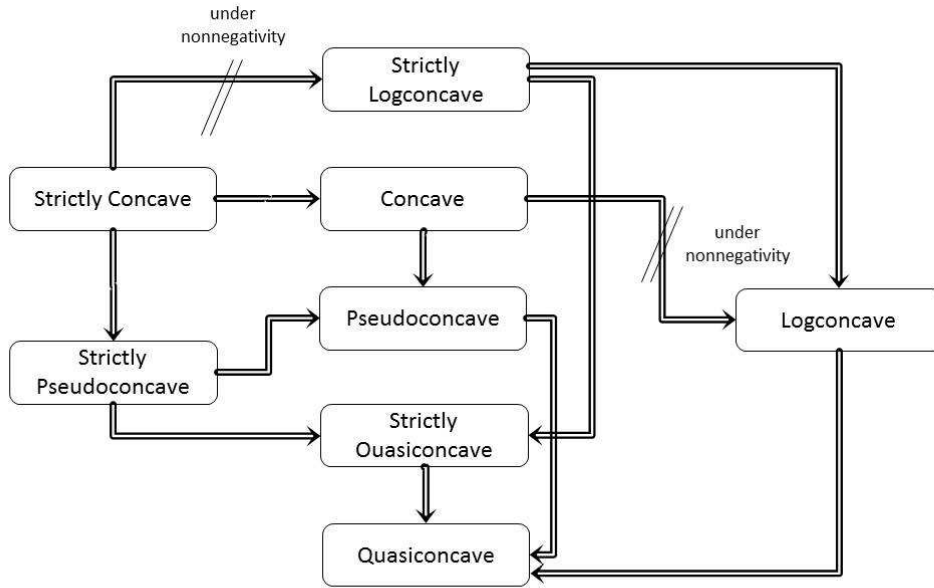 under
nonnegativity
Strictly
Logconcave
Strictly Concave
Concave
under
nonnegativity
Pseudoconcave
Logconcave
Strictly
Pseudoconcave
Strictly
Ouasiconcave
Quasiconcave